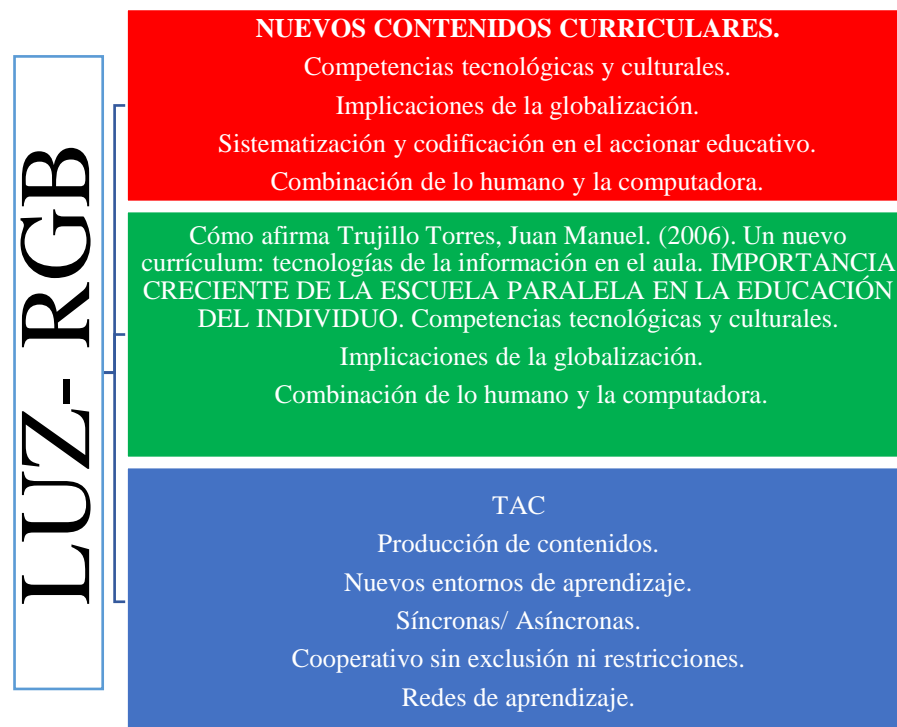 LUZ- RGB
NUEVOS CONTENIDOS CURRICULARES.
Competencias tecnológicas y culturales.
Implicaciones de la globalización.
Sistematización y codificación en el accionar educativo.
Combinación de lo humano y la computadora.
Cómo afirma Trujillo Torres, Juan Manuel. (2006). Un nuevo
currículum: tecnologías de la información en el aula. IMPORTANCIA
CRECIENTE DE LA ESCUELA PARALELA EN LA EDUCACIÓN
DEL INDIVIDUO. Competencias tecnológicas y culturales.
Implicaciones de la globalización.
Combinación de lo humano y la computadora.
TAC
Producción de contenidos.
Nuevos entornos de aprendizaje.
Síncronas/ Asíncronas.
Cooperativo sin exclusión ni restricciones.
Redes de aprendizaje.